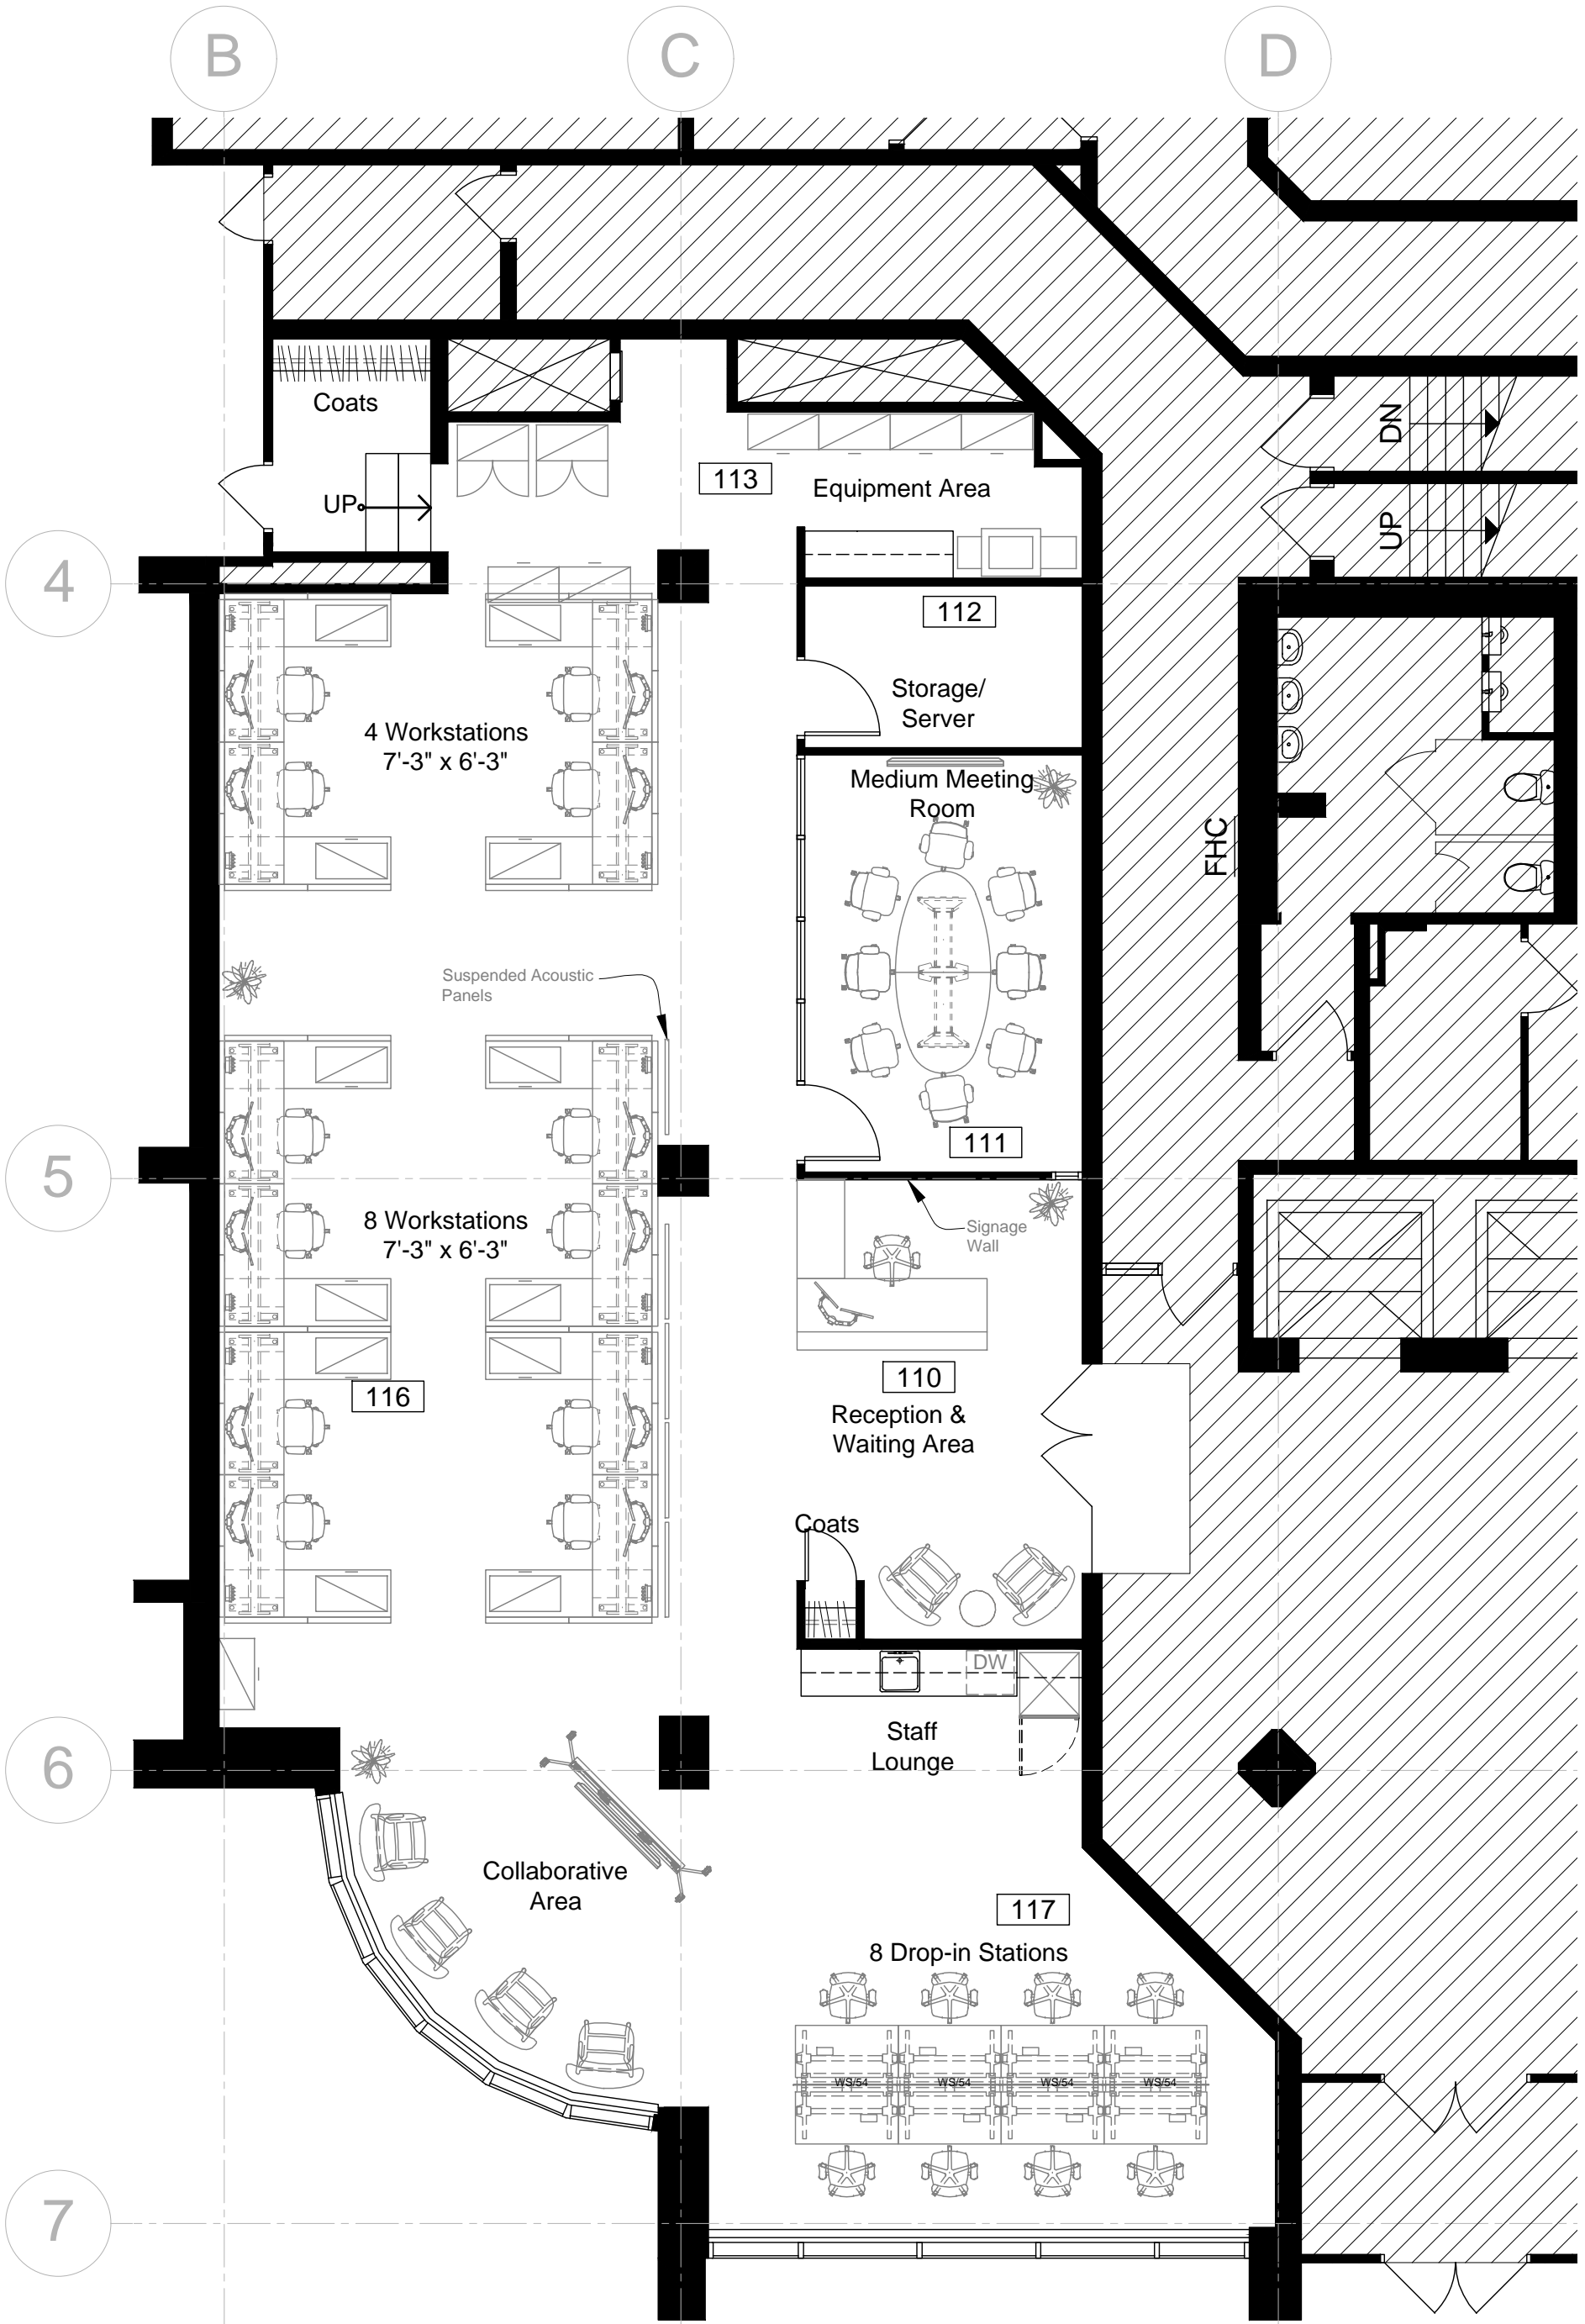 B
C
D
Coats
UP
113
Equipment Area
DN
UP
4
112
Storage/
Server
4 Workstations
7'-3" x 6'-3"
Medium Meeting
Room
FHC
Suspended Acoustic
Panels
111
5
8 Workstations
7'-3" x 6'-3"
Signage
Wall
116
110
Reception &
Waiting Area
Coats
DW
Staff
Lounge
6
Collaborative
Area
117
8 Drop-in Stations
WS/54
WS/54
WS/54
WS/54
7